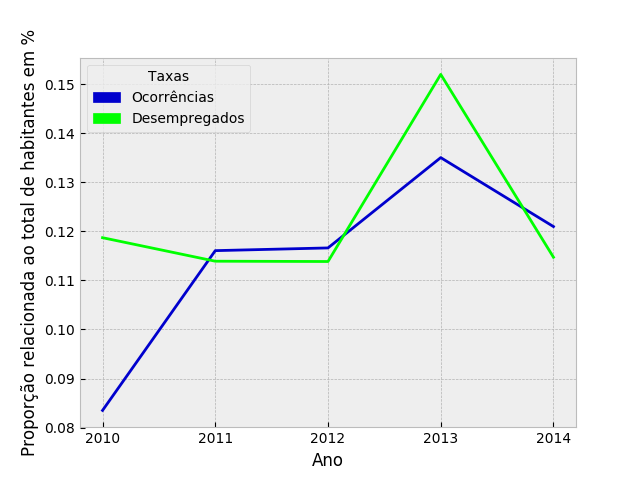 Proporção relacionada ao total de habitantes em %
0.15
0.14
0.13
0.12
0.11
0.10
0.09
0.08
Taxas
Ocorrências
Desempregados
2010 2011 2012 2013 2014
Ano